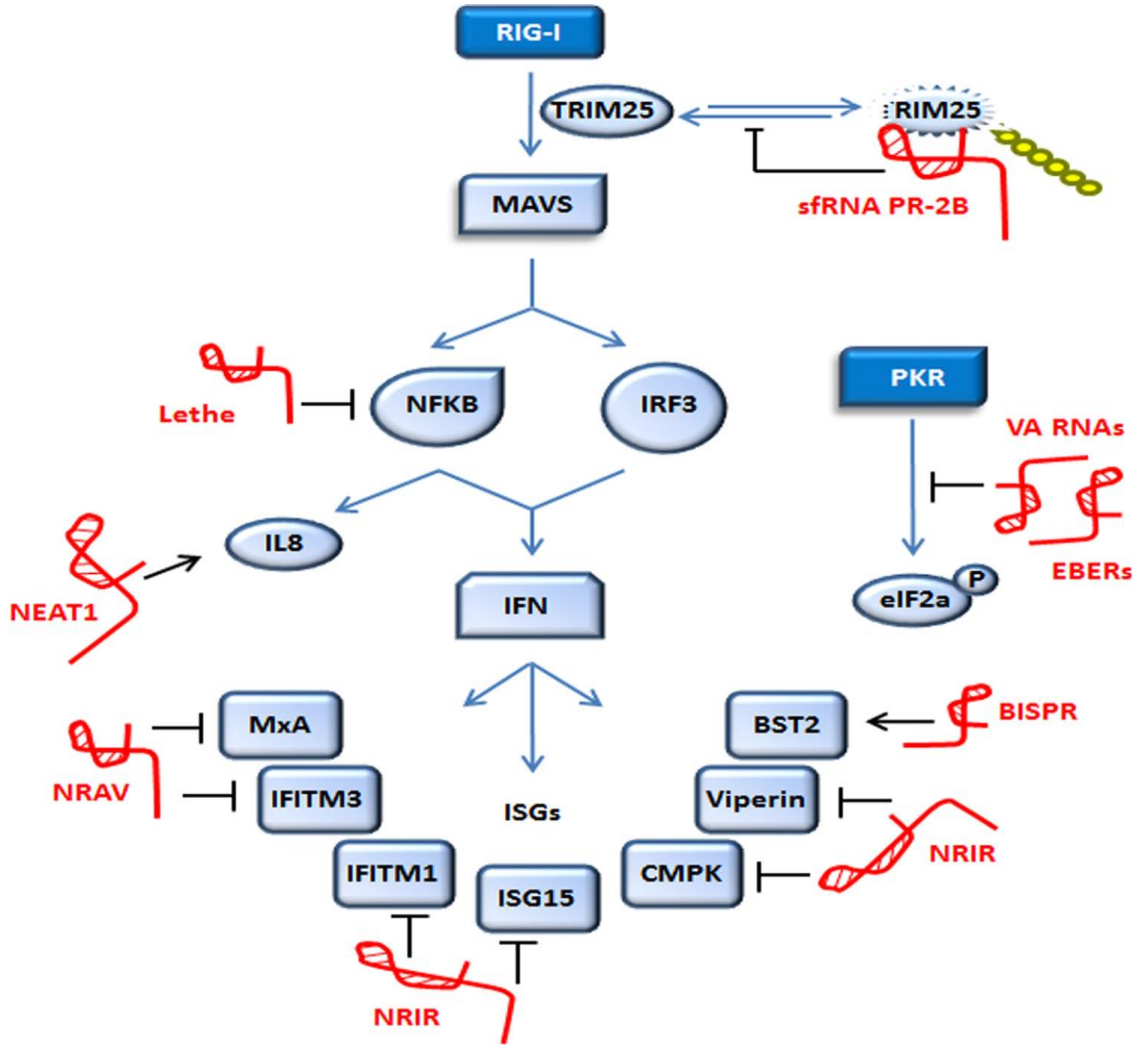 RIG-I
TRIM25
RIM25
MAVS
sfRNA PR-2B
Lethe
NFKB
IRF3
PKR
VA RNAs
IL8
NEAT1
IFN
eIF2a
P
EBERs
MxA
BST2
BISPR
NRAV
IFITM3
ISGs
Viperin
NRIR
IFITM1
ISG15
CMPK
NRIR